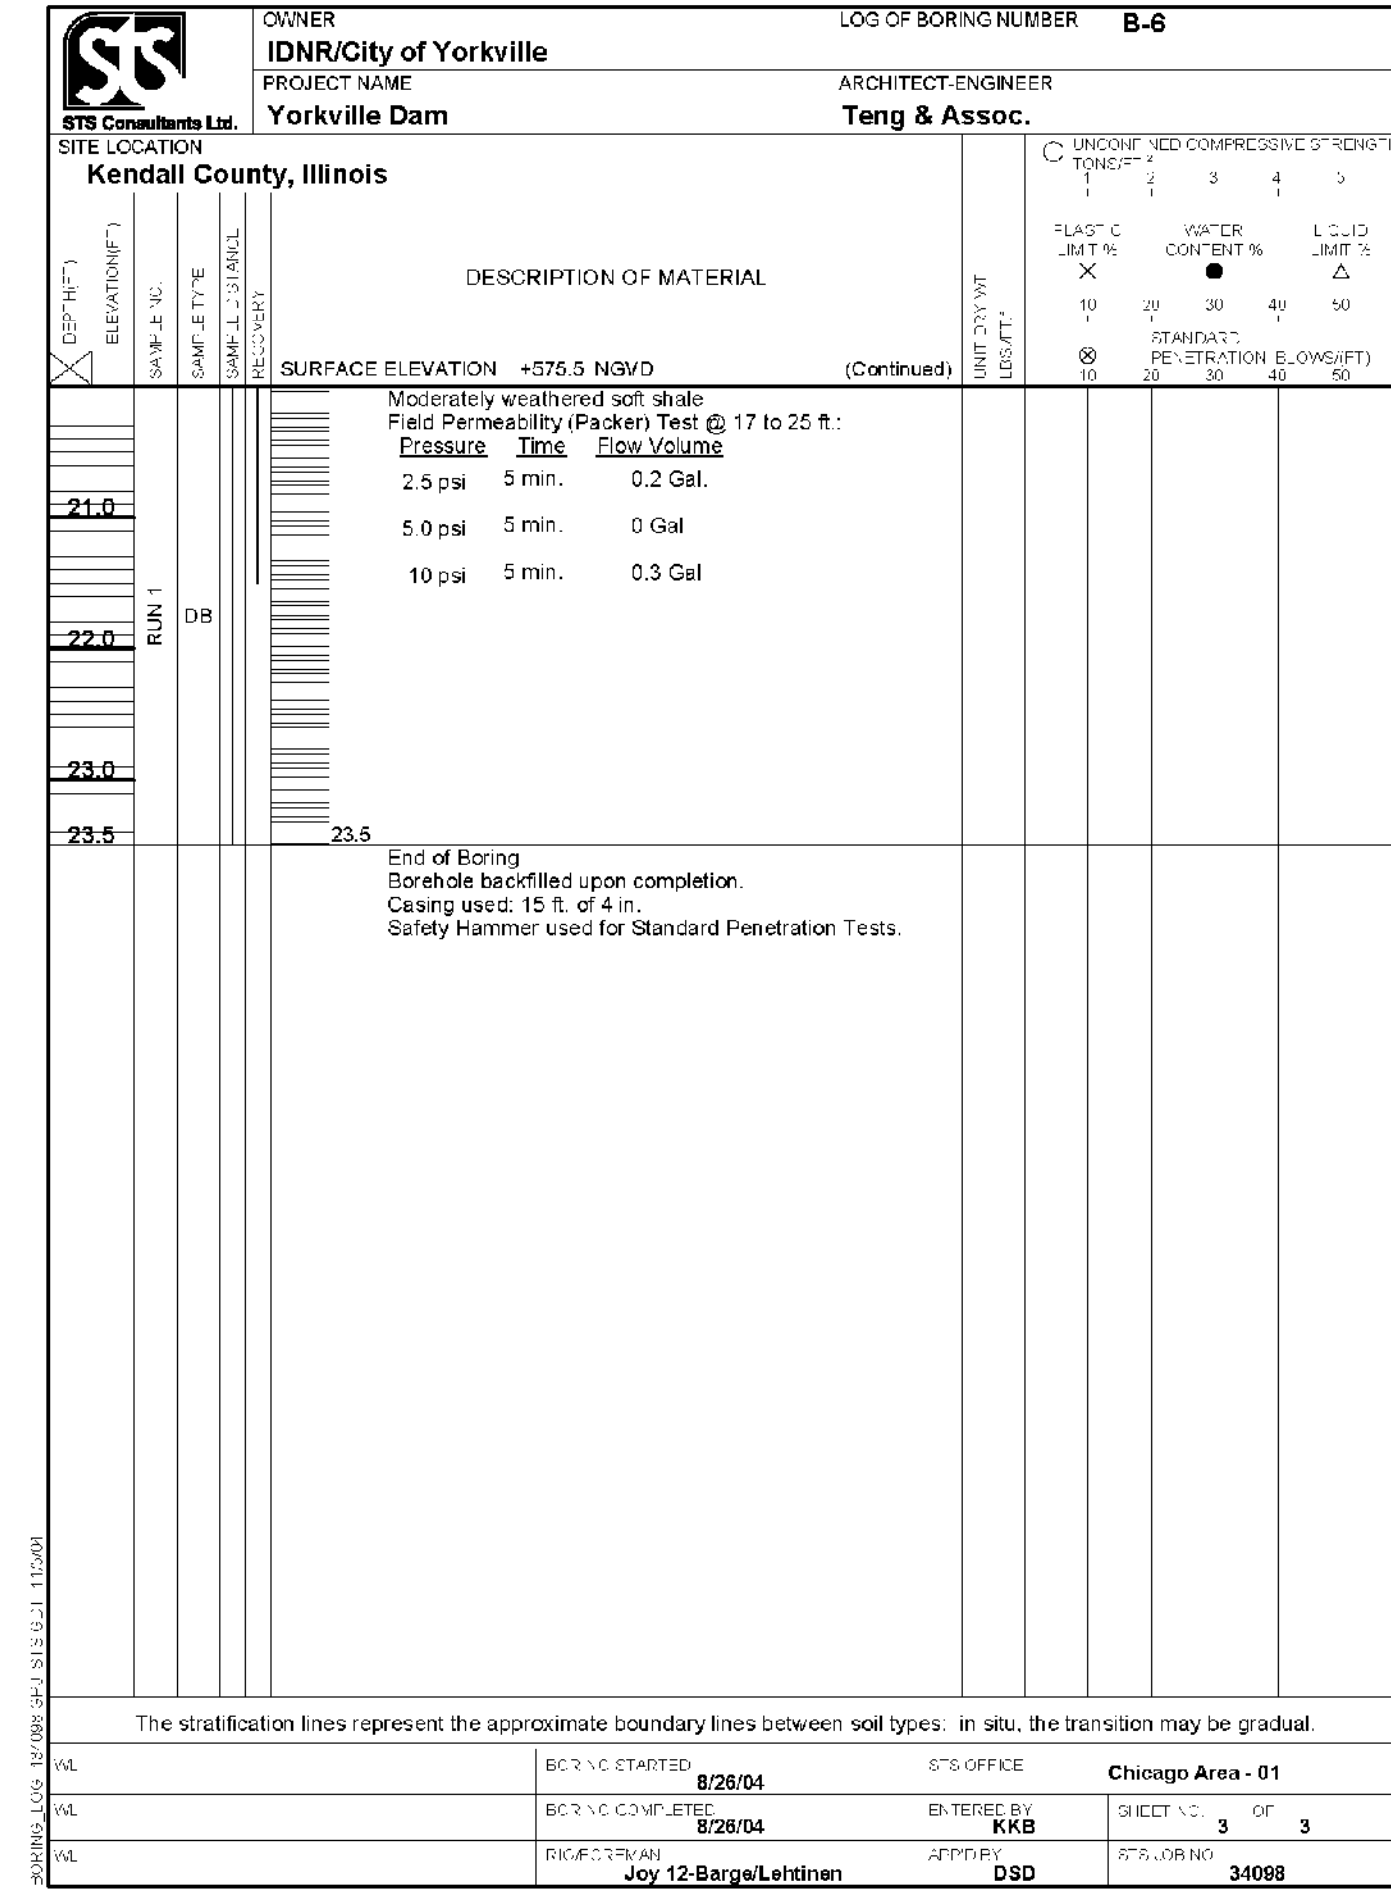 STS
STS Consultants Ltd.
OWNER
IDNR/City of Yorkville
LOG OF BORING NUMBER B-6
PROJECT NAME
Yorkville Dam
ARCHITECT-ENGINEER
Teng & Assoc.
SITE LOCATION
Kendall County, Illinois
UNCONFINED COMPRESSIVE STRENGT
TONS/FT 2
1 2 3 4 5
PLASTIC LIMIT %
WATER CONTENT %
LIQUID LIMIT %
10 20 30 40 50
STANDARD
PENETRATION BLOWS/(FT)
10 20 30 40 50
DEPTH(FT)
ELEVATION(FT)
SAMPLE NO.
SAMPLE TYPE
SAMPLE DISTANCE
RECOVERY
DESCRIPTION OF MATERIAL
SURFACE ELEVATION +575.5 NGVD (Continued)
UNIT DRY WT
LBS./FT.
Moderately weathered soft shale
Field Permeability (Packer) Test @ 17 to 25 ft.:
Pressure Time Flow Volume
2.5 psi 5 min. 0.2 Gal.
21.0
5.0 psi 5 min. 0 Gal
10 psi 5 min. 0.3 Gal
RUN 1
DB
22.0
23.0
23.5
23.5
End of Boring
Borehole backfilled upon completion.
Casing used: 15 ft. of 4 in.
Safety Hammer used for Standard Penetration Tests.
The stratification lines represent the approximate boundary lines between soil types: in situ, the transition may be gradual.
WL
BORING STARTED
8/26/04
STS OFFICE
Chicago Area - 01
WL
BORING COMPLETED
8/26/04
ENTERED BY
KKB
SHEET NO. OF
3 3
WL
RIG/FOREMAN
Joy 12-Barge/Lehtinen
APP'D BY
DSD
STS JOB NO.
34098